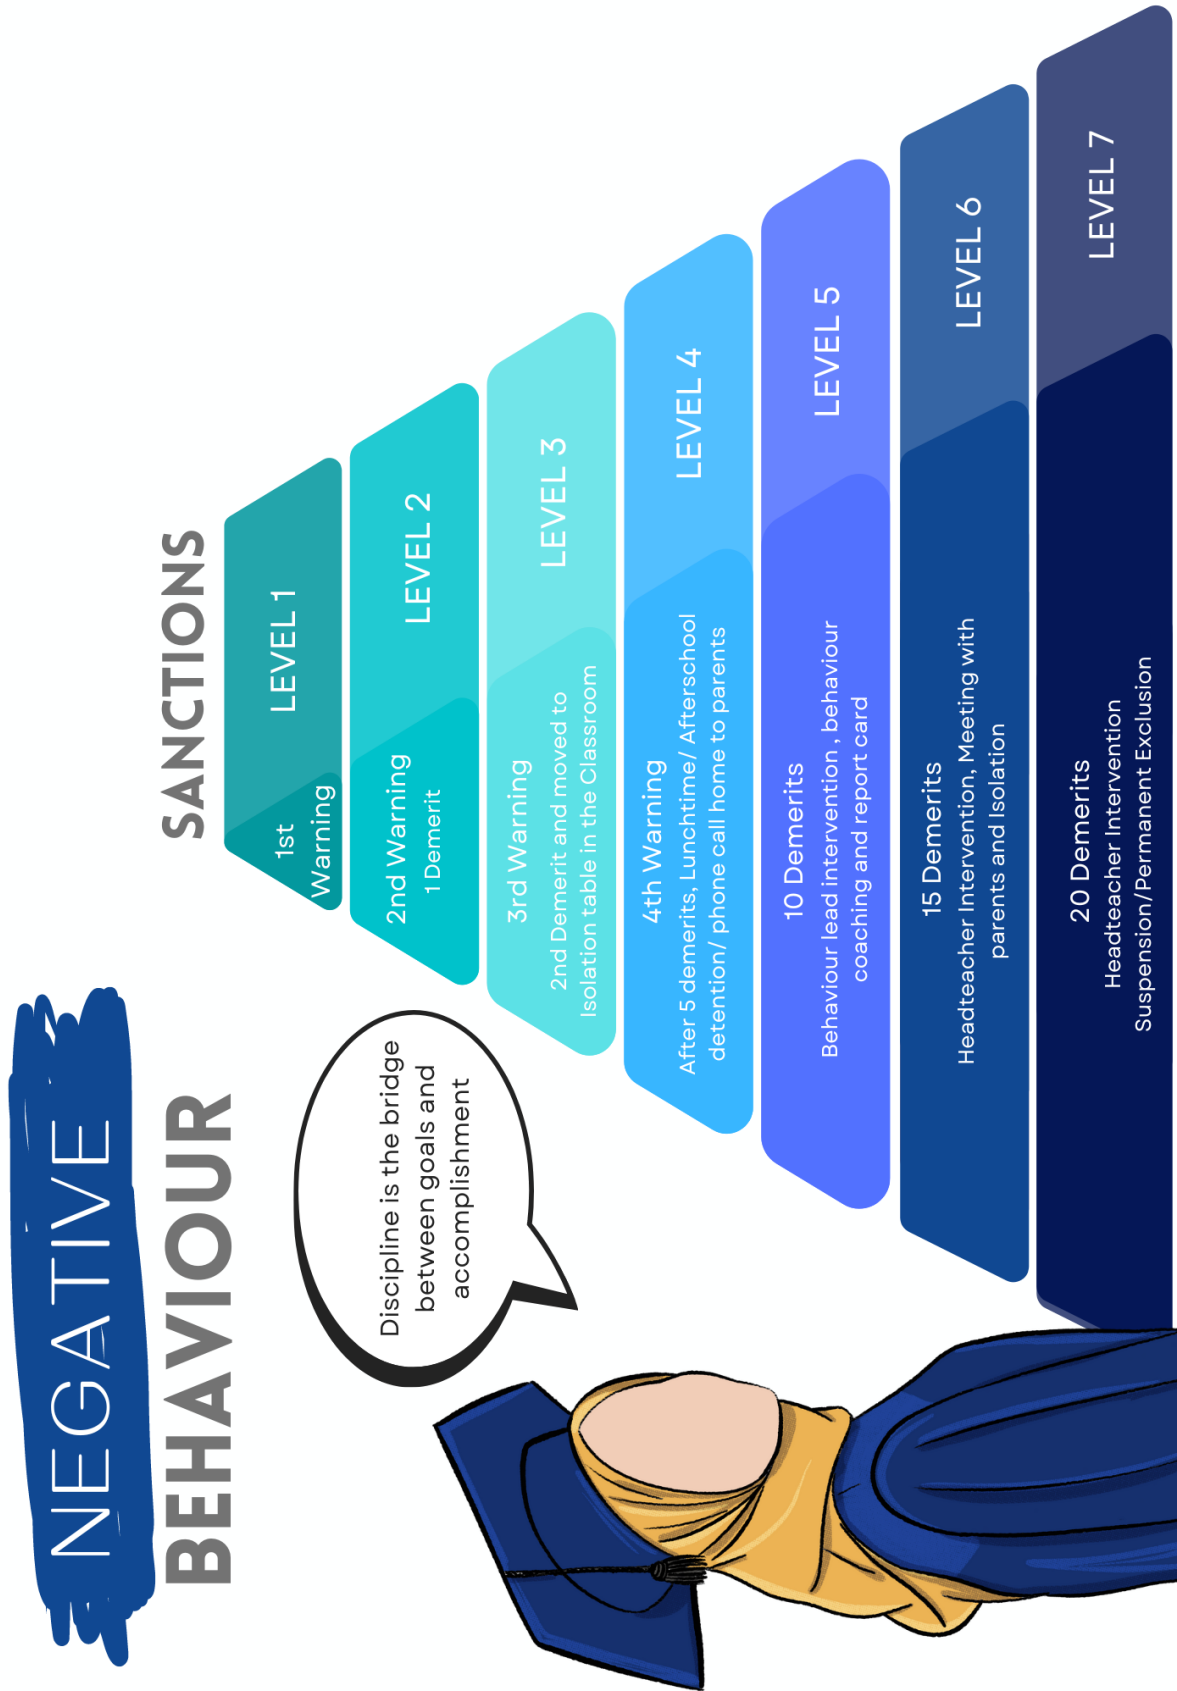 NEGATIVE
BEHAVIOUR
SANCTIONS
Discipline is the bridge
between goals and
accomplishment
1st
Warning
LEVEL 1
2nd Warning
1 Demerit
LEVEL 2
3rd Warning
2nd Demerit and moved to
Isolation table in the Classroom
LEVEL 3
4th Warning
After 5 demerits, Lunchtime/ Afterschool
detention/ phone call home to parents
LEVEL 4
10 Demerits
Behaviour lead intervention , behaviour
coaching and report card
LEVEL 5
15 Demerits
Headteacher Intervention, Meeting with
parents and Isolation
LEVEL 6
20 Demerits
Headteacher Intervention
Suspension/Permanent Exclusion
LEVEL 7